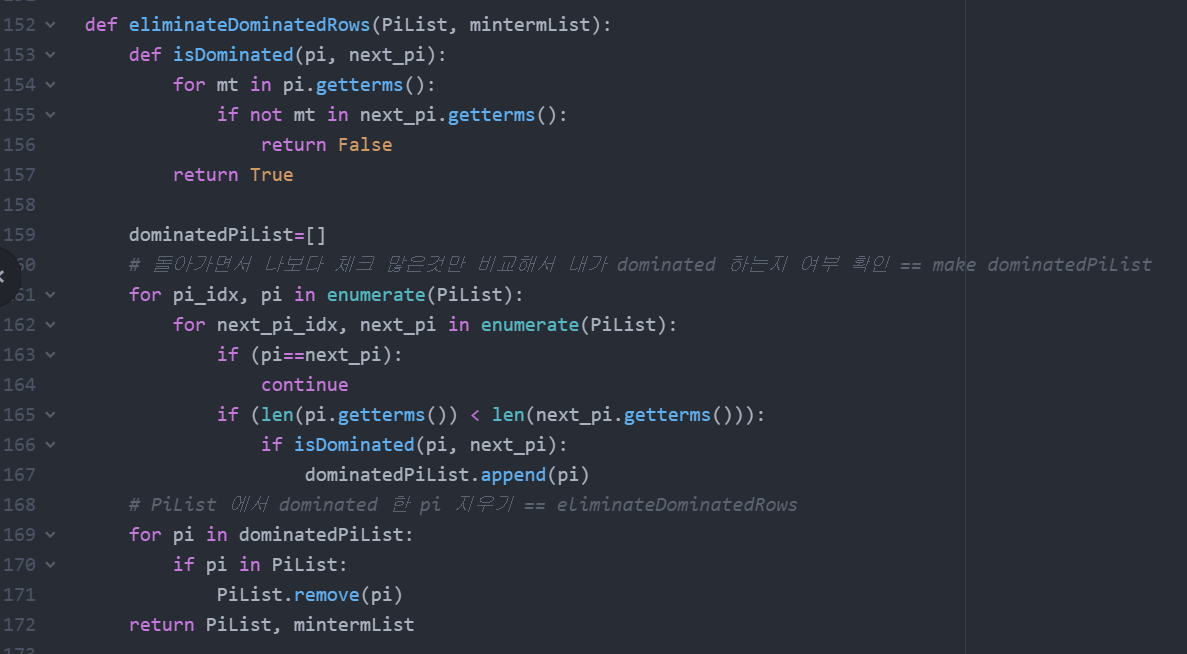 152 def eliminateDominatedRows(PiList, mintermList):
153 def isDominated(pi, next_pi):
154 for mt in pi.getterms():
155 if not mt in next_pi.getterms():
156 return False
157 return True
158
159 dominatedPiList=[]
60 # 돌아가면서 나보다 체크 많은것만 비교해서 내가 dominated 하는지 여부 확인 == make dominatedPiList
61 for pi_idx, pi in enumerate(PiList):
162 for next_pi_idx, next_pi in enumerate(PiList):
163 if (pi==next_pi):
164 continue
165 if (len(pi.getterms()) < len(next_pi.getterms())):
166 if isDominated(pi, next_pi):
167 dominatedPiList.append(pi)
168 # PiList 에서 dominated 한 pi 지우기 == eliminateDominatedRows
169 for pi in dominatedPiList:
170 if pi in PiList:
171 PiList.remove(pi)
172 return PiList, mintermList